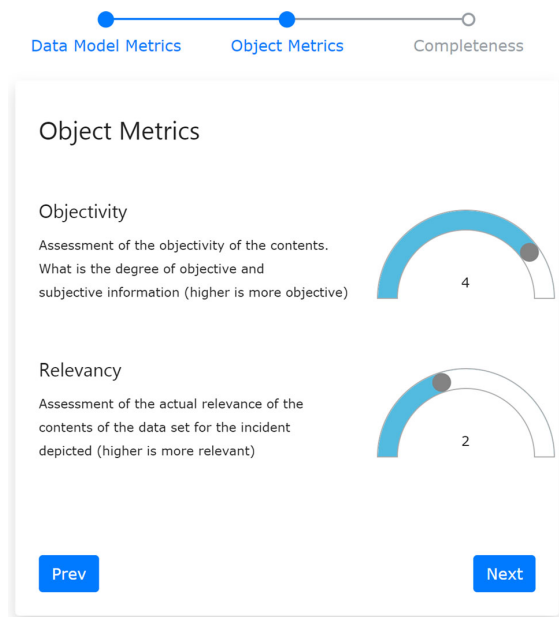 Data Model Metrics Object Metrics Completeness
Object Metrics
Objectivity
Assessment of the objectivity of the contents.
What is the degree of objective and
subjective information (higher is more objective)
4
Relevancy
Assessment of the actual relevance of the
contents of the data set for the incident
depicted (higher is more relevant)
2
Prev Next